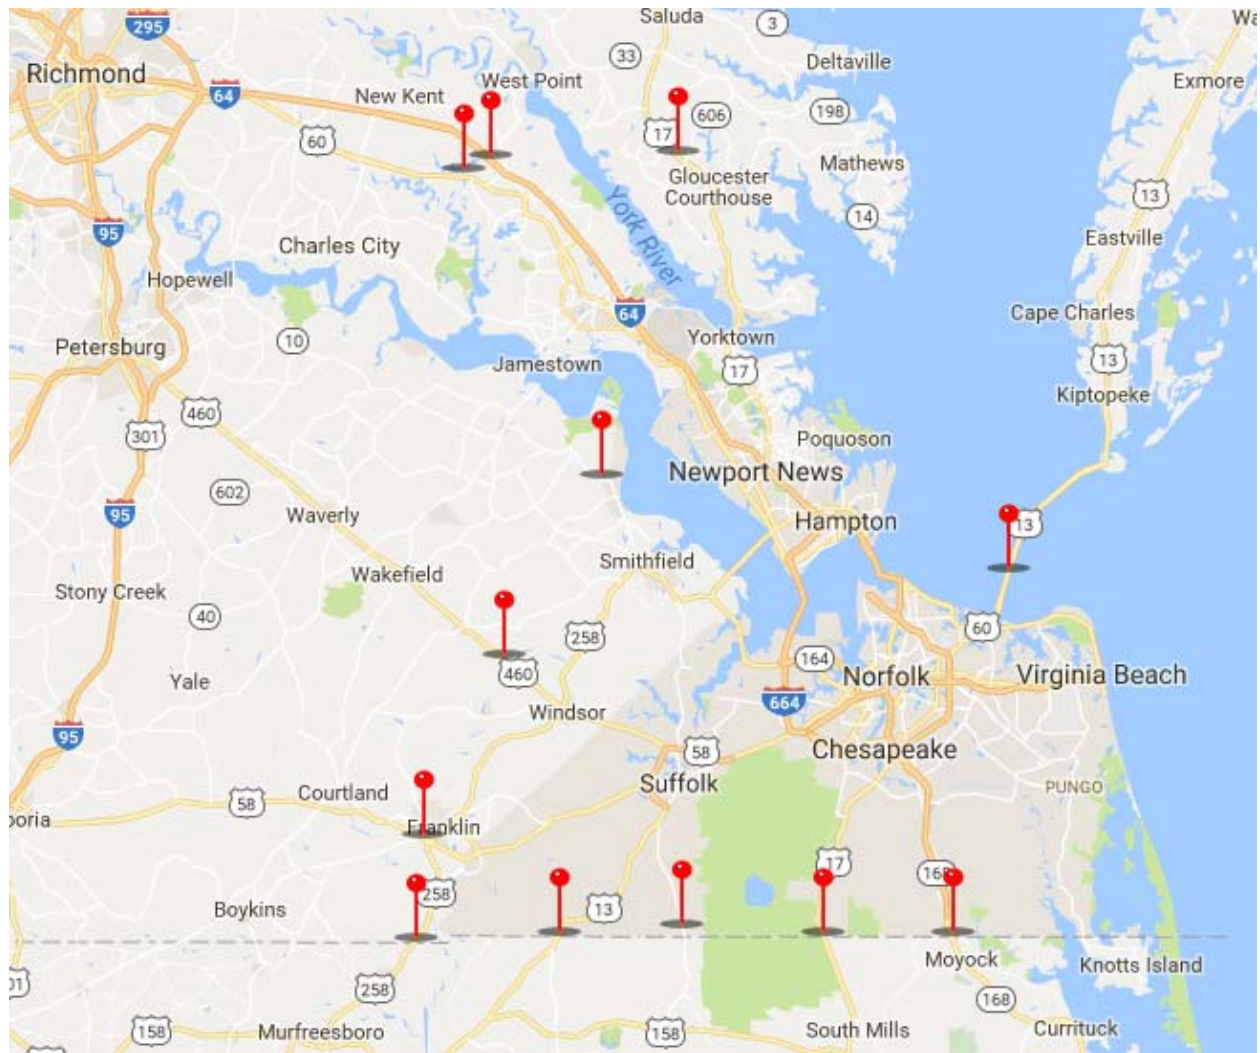 Saluda
3
Wa
295
Richmond
33
Deltaville
Exmore
64
New Kent
West Point
198
17
606
60
Mathews
Gloucester
Courthouse
13
14
95
York River
Eastville
Charles City
Hopewell
64
Cape Charles
10
Yorktown
Petersburg
Jamestown
17
13
Kiptopeke
460
301
Poquoson
Newport News
602
95
Waverly
Hampton
13
Smithfield
Wakefield
Stony Creek
40
258
60
164
460
Norfolk
Virginia Beach
Yale
664
Windsor
95
58
Chesapeake
Suffolk
PUNGO
Courtland
58
oria
Franklin
17
168
258
Boykins
13
Moyock
Knotts Island
01
258
168
158
Murfreesboro
158
South Mills
Currituck